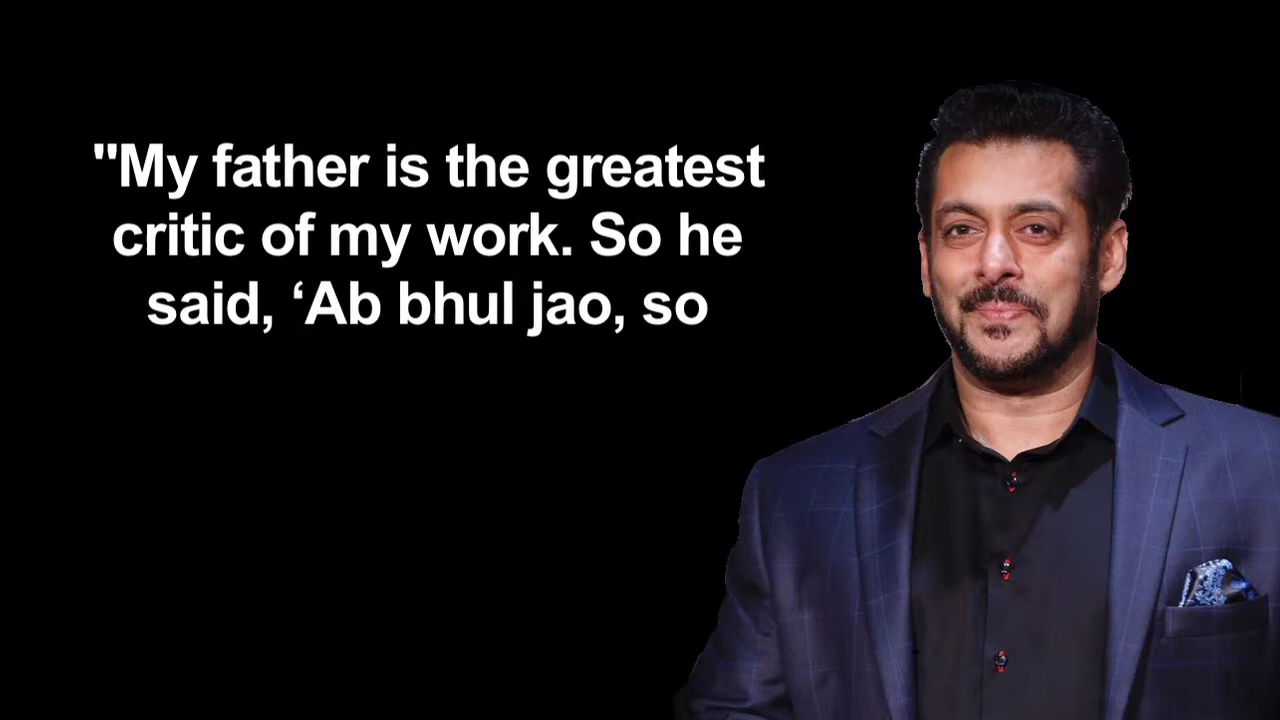 "My father is the greatest
critic of my work. So he
said, ‘Ab bhul jao, so